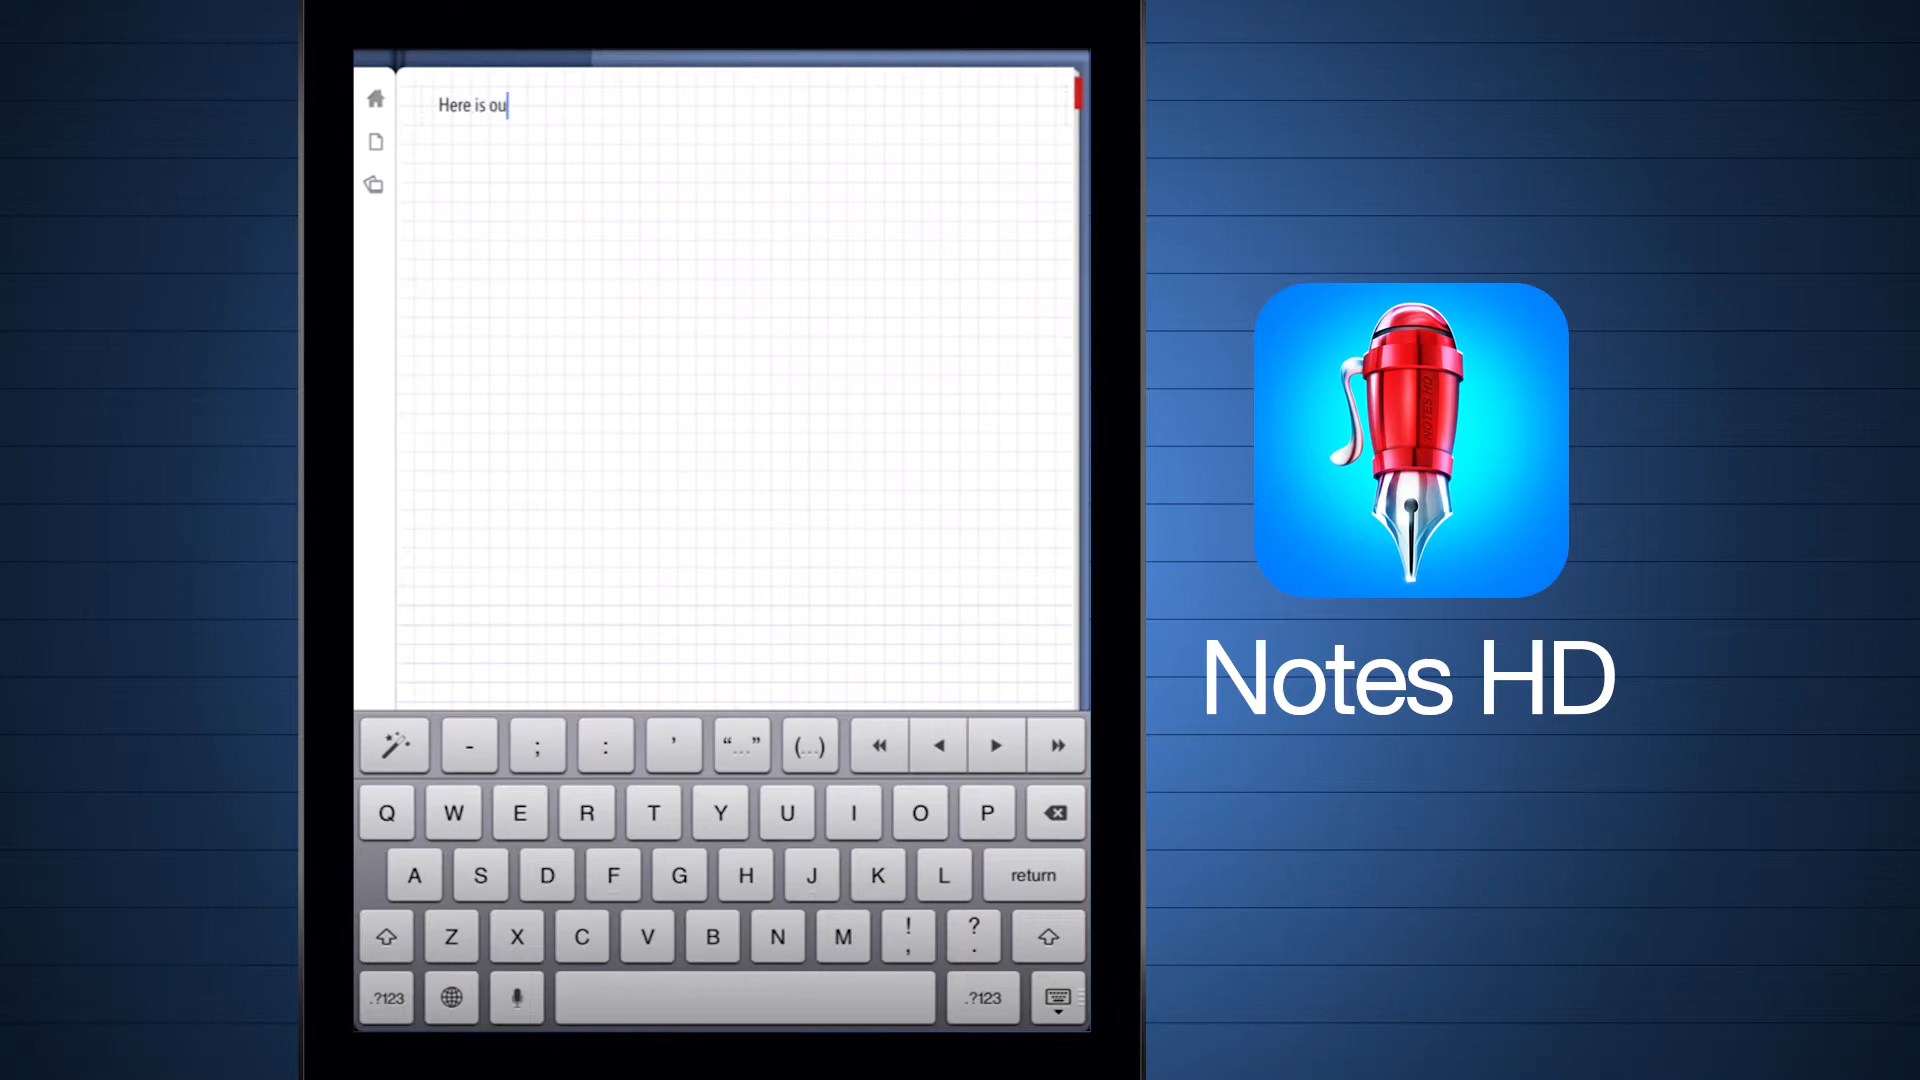 Here is ou
NOTES HD
Notes HD
- ; : ’ “...” (...)
Q W E R T Y U I O P
A S D F G H J K L return
Z X C V B N M ! , ? .
.?123 .?123